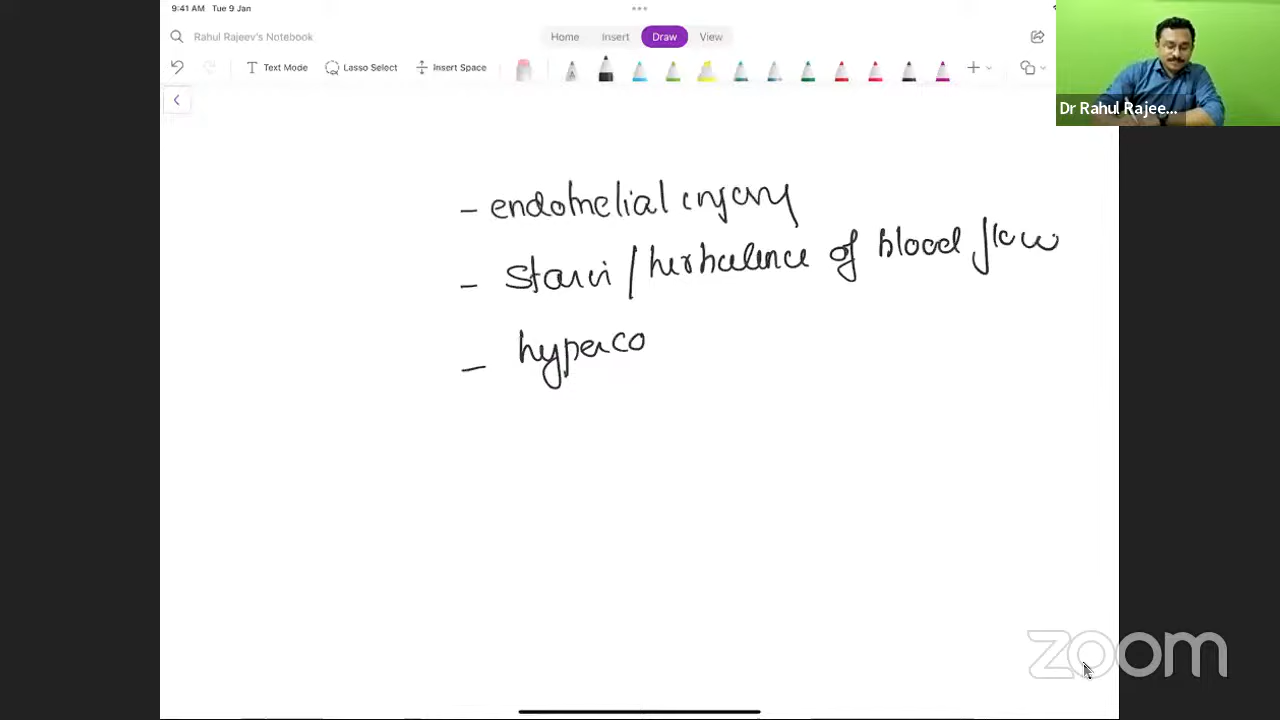 9:41 AM Tue 9 Jan
Rahul Rajeev's Notebook
Home Insert Draw View
Text Mode Lasso Select Insert Space
Dr Rahul Rajee...
- endothelial injury
- stasis / turbulence of blood flow
- hyperco
zoom